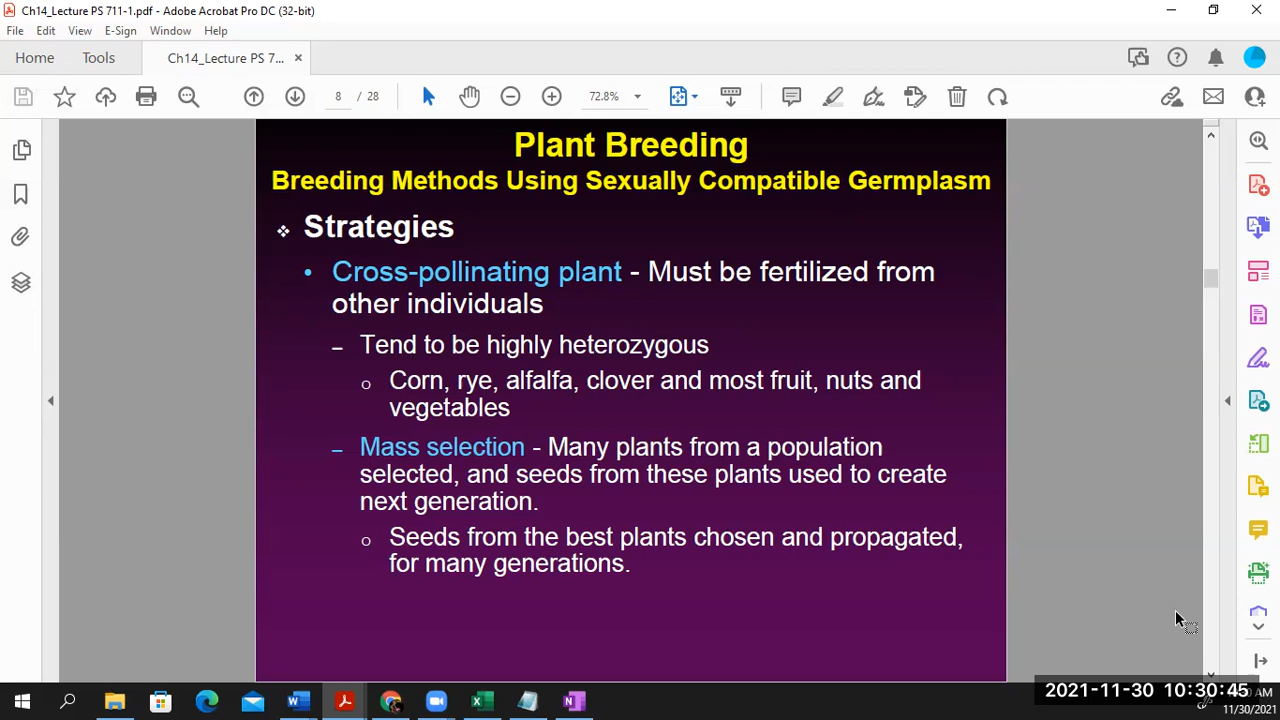 Ch14_Lecture PS 711-1.pdf - Adobe Acrobat Pro DC (32-bit)
File Edit View E-Sign Window Help
Home Tools Ch14_Lecture PS 7... ×
8 / 28 72.8%
Plant Breeding
Breeding Methods Using Sexually Compatible Germplasm
❖ Strategies
• Cross-pollinating plant - Must be fertilized from
other individuals
– Tend to be highly heterozygous
o Corn, rye, alfalfa, clover and most fruit, nuts and
vegetables
– Mass selection - Many plants from a population
selected, and seeds from these plants used to create
next generation.
o Seeds from the best plants chosen and propagated,
for many generations.
2021-11-30 10:30:45
AM
11/30/2021